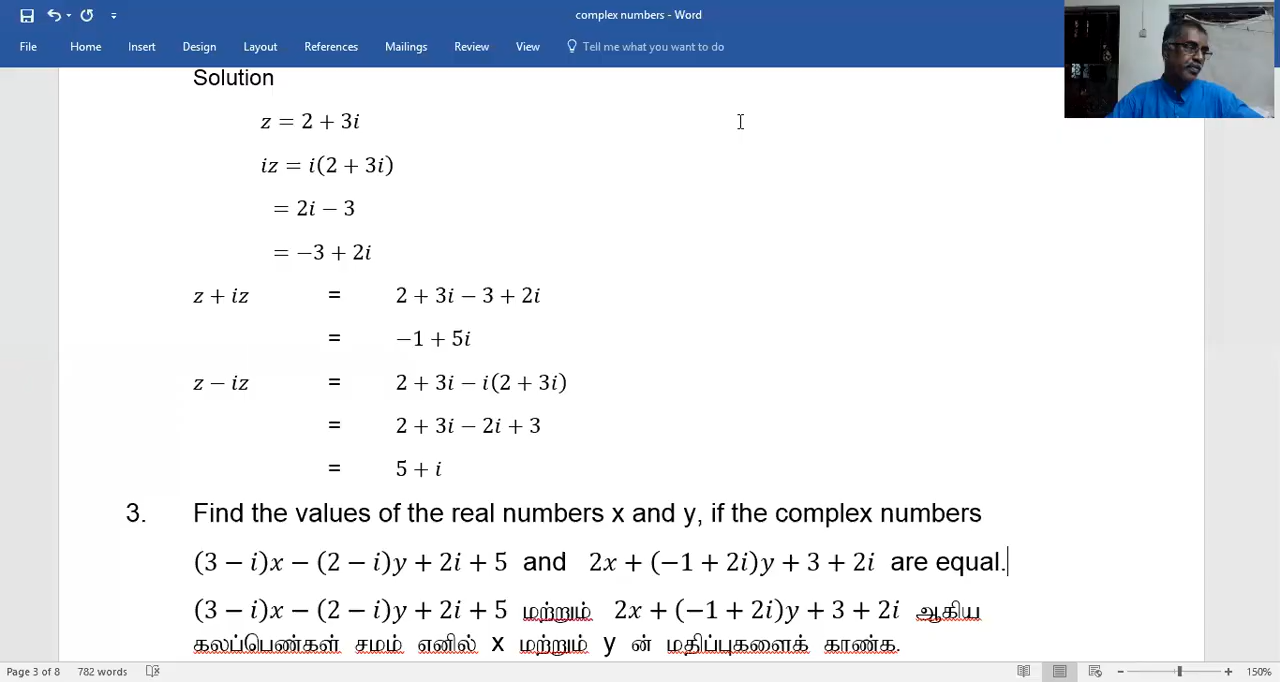 complex numbers - Word
File Home Insert Design Layout References Mailings Review View Tell me what you want to do
Solution
z = 2 + 3i
iz = i(2 + 3i)
= 2i − 3
= −3 + 2i
z + iz = 2 + 3i − 3 + 2i
= −1 + 5i
z − iz = 2 + 3i − i(2 + 3i)
= 2 + 3i − 2i + 3
= 5 + i
3. Find the values of the real numbers x and y, if the complex numbers
(3 − i)x − (2 − i)y + 2i + 5 and 2x + (−1 + 2i)y + 3 + 2i are equal.
(3 − i)x − (2 − i)y + 2i + 5 மற்றும் 2x + (−1 + 2i)y + 3 + 2i ஆகிய
கலப்பெண்கள் சமம் எனில் x மற்றும் y ன் மதிப்புகளைக் காண்க.
Page 3 of 8 782 words 150%